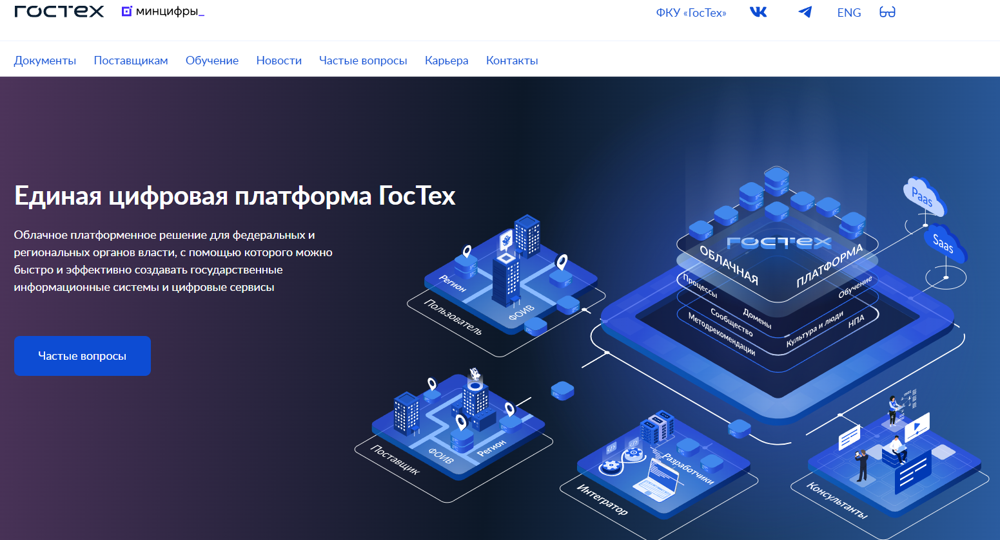 ГОСТЕХ
минцифры_
ФКУ «ГосТех»
ENG
Документы Поставщикам Обучение Новости Частые вопросы Карьера Контакты
Единая цифровая платформа ГосТех
Облачное платформенное решение для федеральных и
региональных органов власти, с помощью которого можно
быстро и эффективно создавать государственные
информационные системы и цифровые сервисы
Частые вопросы
Регион
ФОИВ
Пользователь
ГОСТЕХ
ОБЛАЧНАЯ ПЛАТФОРМА
Процессы
Обучение
Домены
Сообщество
Культура и люди
Методрекомендации
НПА
Paas
Saas
ФОИВ
Регион
Поставщик
Разработчики
Интегратор
Консультанты